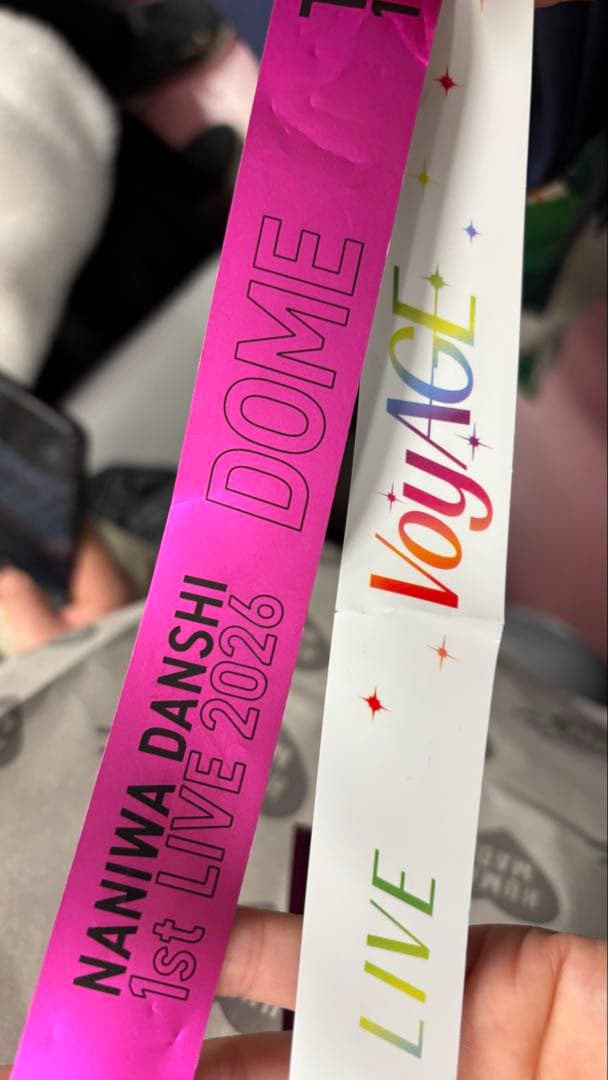 NANIWA DANSHI
1st LIVE 2026
DOME
LIVE
VoyAGE